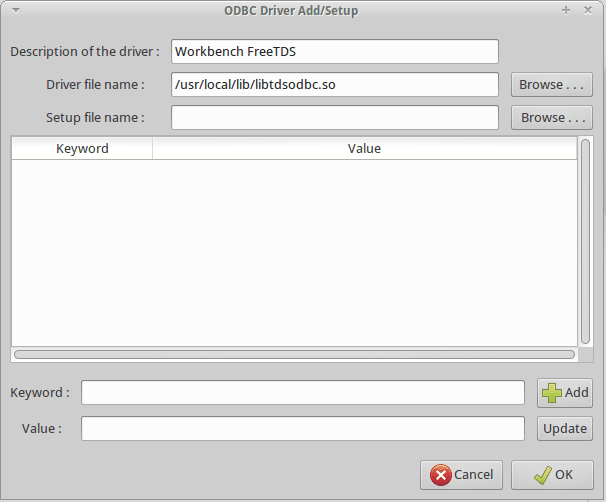 ODBC Driver Add/Setup
Description of the driver : Workbench FreeTDS
Driver file name : /usr/local/lib/libtdsodbc.so Browse . . .
Setup file name : Browse . . .
Keyword Value
Keyword : Add
Value : Update
Cancel OK